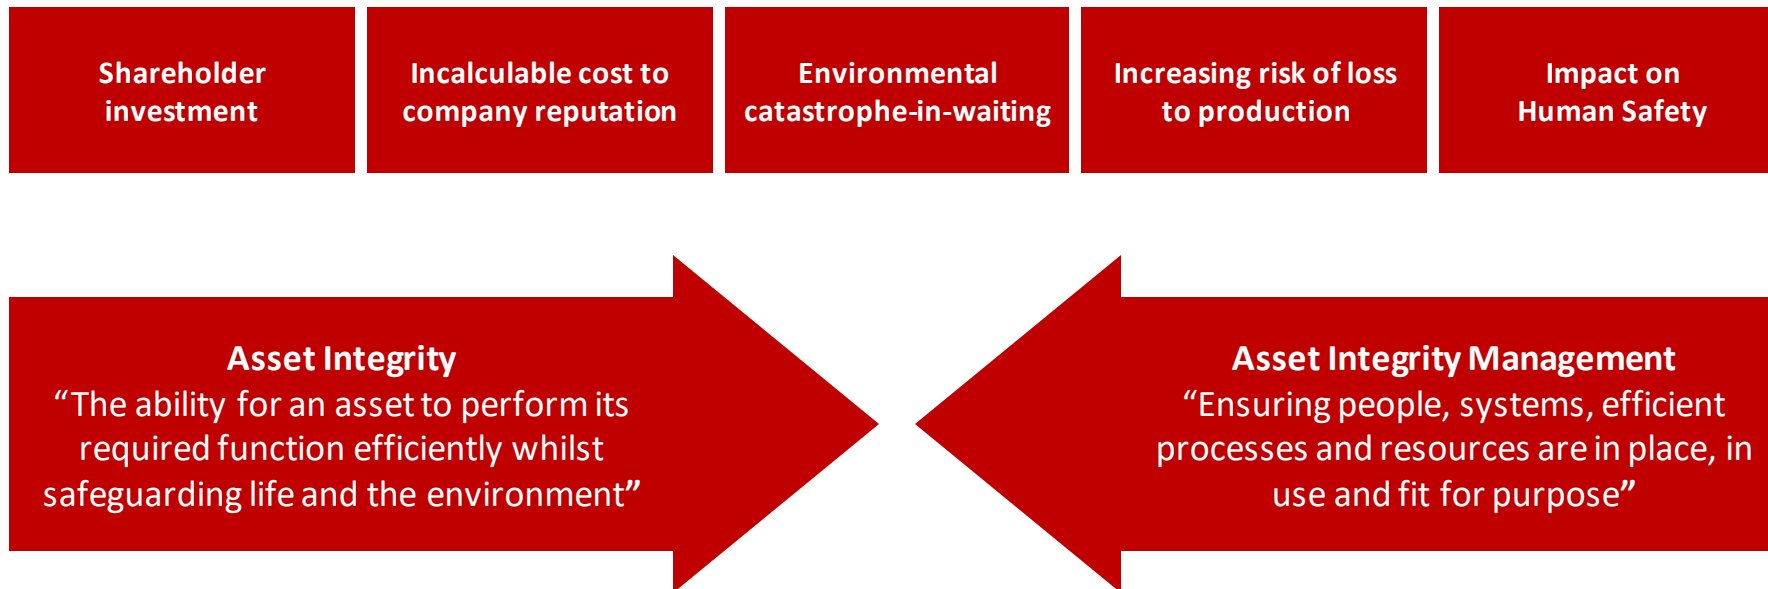 Shareholder
investment
Incalculable cost to
company reputation
Environmental
catastrophe-in-waiting
Increasing risk of loss
to production
Impact on
Human Safety
Asset Integrity
“The ability for an asset to perform its
required function efficiently whilst
safeguarding life and the environment”
Asset Integrity Management
“Ensuring people, systems, efficient
processes and resources are in place, in
use and fit for purpose”